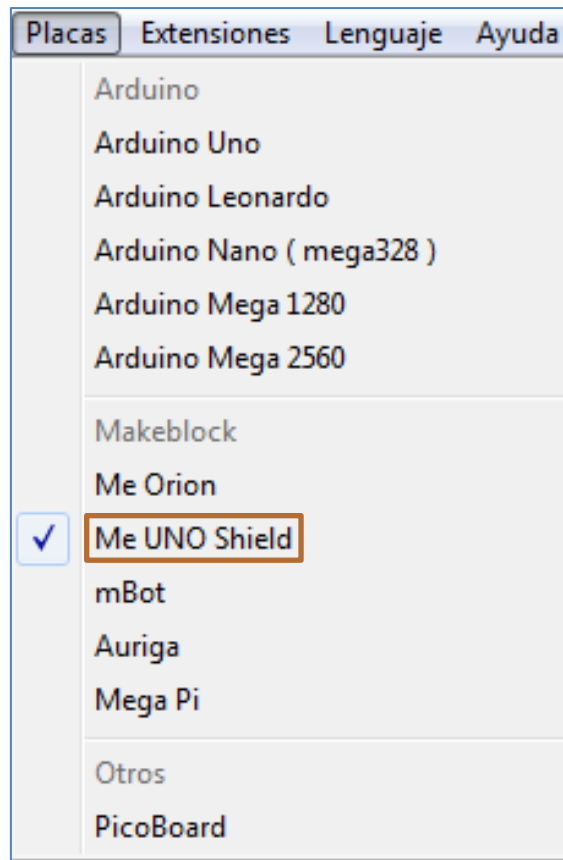 Placas Extensiones Lenguaje Ayuda
Arduino
Arduino Uno
Arduino Leonardo
Arduino Nano ( mega328 )
Arduino Mega 1280
Arduino Mega 2560
Makeblock
Me Orion
Me UNO Shield
mBot
Auriga
Mega Pi
Otros
PicoBoard